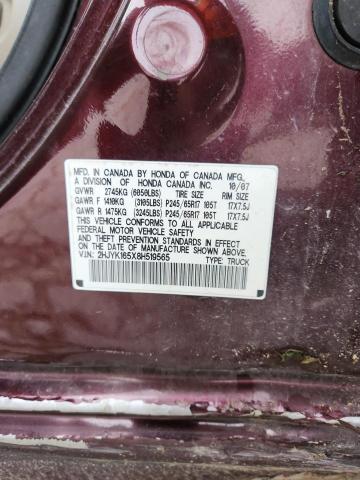 MFD. IN CANADA BY HONDA OF CANADA MFG.,
A DIVISION OF HONDA CANADA INC. 10/07
GVWR 2745KG (6050LBS) TIRE SIZE RIM SIZE
GAWR F 1410KG (3105LBS) P245/65R17 105T 17X7.5J
GAWR R 1475KG (3245LBS) P245/65R17 105T 17X7.5J
THIS VEHICLE CONFORMS TO ALL APPLICABLE
FEDERAL MOTOR VEHICLE SAFETY
AND THEFT PREVENTION STANDARDS IN EFFECT
ON THE DATE OF MANUFACTURE SHOWN ABOVE.
V.I.N: 2HJYK165X8H519565 TYPE: TRUCK